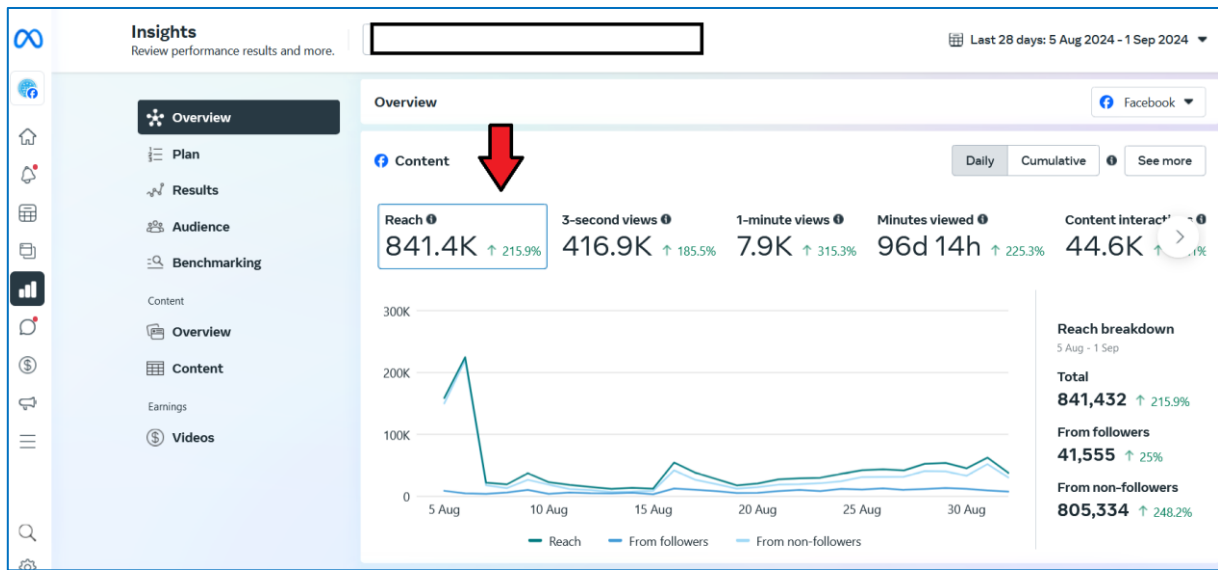 Insights
Review performance results and more.
Last 28 days: 5 Aug 2024 - 1 Sep 2024
Overview
Plan
Results
Audience
Benchmarking
Content
Overview
Content
Earnings
Videos
Overview
Facebook
Content
Daily Cumulative See more
Reach 3-second views 1-minute views Minutes viewed Content
841.4K ↑ 215.9% 416.9K ↑ 185.5% 7.9K ↑ 315.3% 96d 14h ↑ 225.3% 44.6K ↑
300K
200K
100K
0
5 Aug 10 Aug 15 Aug 20 Aug 25 Aug 30 Aug
Reach From followers From non-followers
Reach breakdown
5 Aug - 1 Sep
Total
841,432 ↑ 215.9%
From followers
41,555 ↑ 25%
From non-followers
805,334 ↑ 248.2%